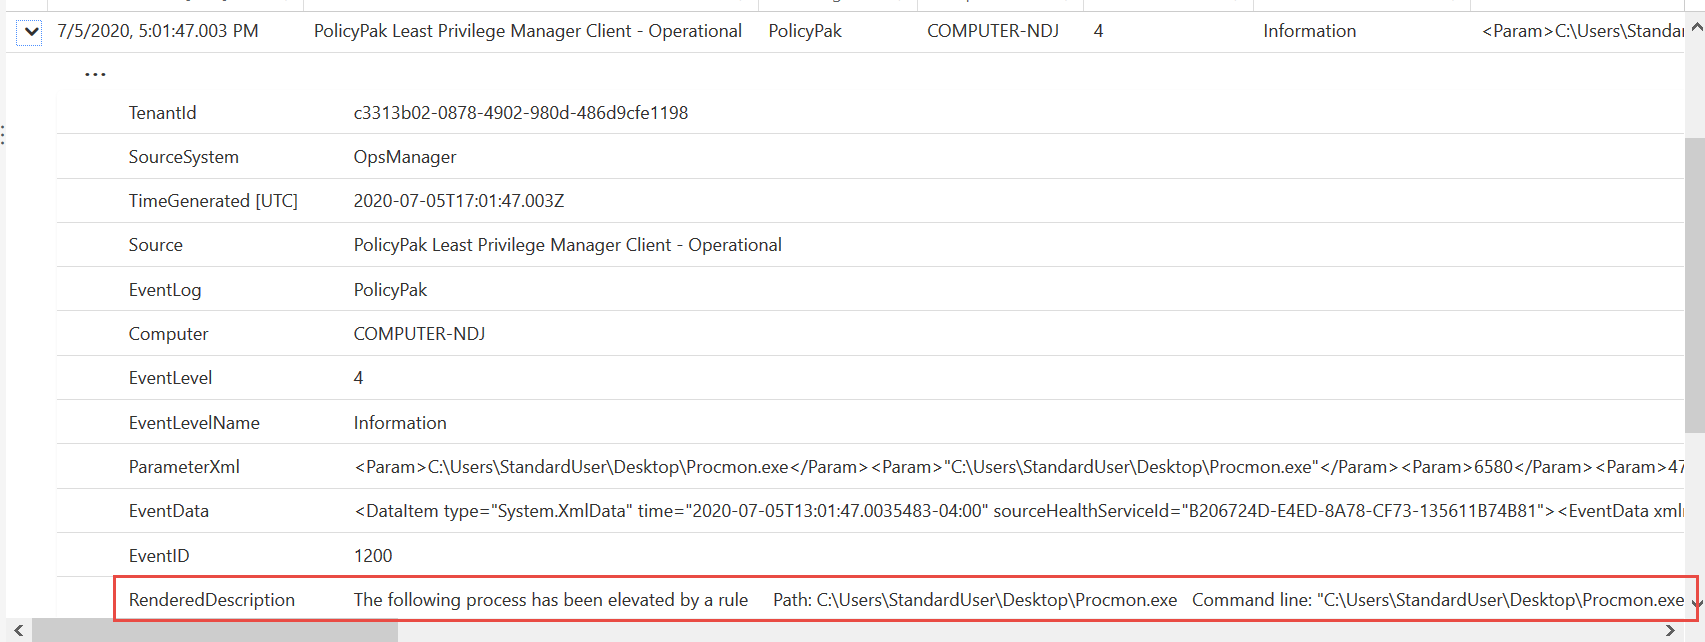 7/5/2020, 5:01:47.003 PM PolicyPak Least Privilege Manager Client - Operational PolicyPak COMPUTER-NDJ 4 Information <Param>C:\Users\Standar
...
TenantId c3313b02-0878-4902-980d-486d9cfe1198
SourceSystem OpsManager
TimeGenerated [UTC] 2020-07-05T17:01:47.003Z
Source PolicyPak Least Privilege Manager Client - Operational
EventLog PolicyPak
Computer COMPUTER-NDJ
EventLevel 4
EventLevelName Information
ParameterXml <Param>C:\Users\StandardUser\Desktop\Procmon.exe</Param><Param>"C:\Users\StandardUser\Desktop\Procmon.exe"</Param><Param>6580</Param><Param>47
EventData <DataItem type="System.XmlData" time="2020-07-05T13:01:47.0035483-04:00" sourceHealthServiceId="B206724D-E4ED-8A78-CF73-135611B74B81"><EventData xmln
EventID 1200
RenderedDescription The following process has been elevated by a rule Path: C:\Users\StandardUser\Desktop\Procmon.exe Command line: "C:\Users\StandardUser\Desktop\Procmon.exe